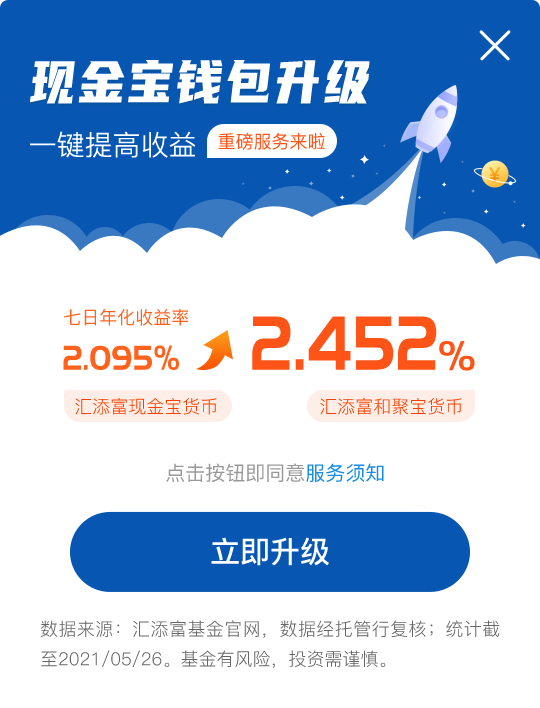 现金宝钱包升级
一键提高收益 重磅服务来啦
¥
七日年化收益率
2.095% 2.452%
汇添富现金宝货币 汇添富和聚宝货币
点击按钮即同意服务须知
立即升级
数据来源：汇添富基金官网，数据经托管行复核；统计截
至2021/05/26。基金有风险，投资需谨慎。